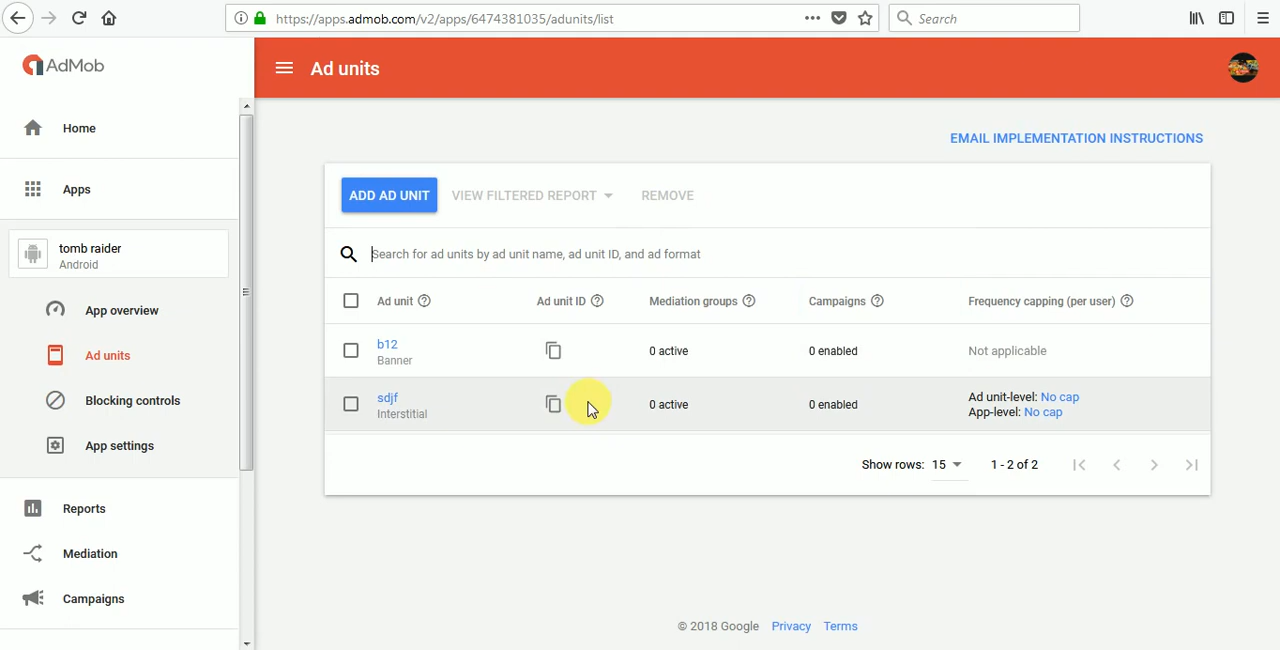 https://apps.admob.com/v2/apps/6474381035/adunits/list
Search
AdMob
Ad units
Home
Apps
tomb raider
Android
App overview
Ad units
Blocking controls
App settings
Reports
Mediation
Campaigns
EMAIL IMPLEMENTATION INSTRUCTIONS
ADD AD UNIT VIEW FILTERED REPORT REMOVE
Search for ad units by ad unit name, ad unit ID, and ad format
Ad unit Ad unit ID Mediation groups Campaigns Frequency capping (per user)
b12
Banner
0 active 0 enabled Not applicable
sdjf
Interstitial
0 active 0 enabled
Ad unit-level: No cap
App-level: No cap
Show rows: 15 1 - 2 of 2
© 2018 Google Privacy Terms